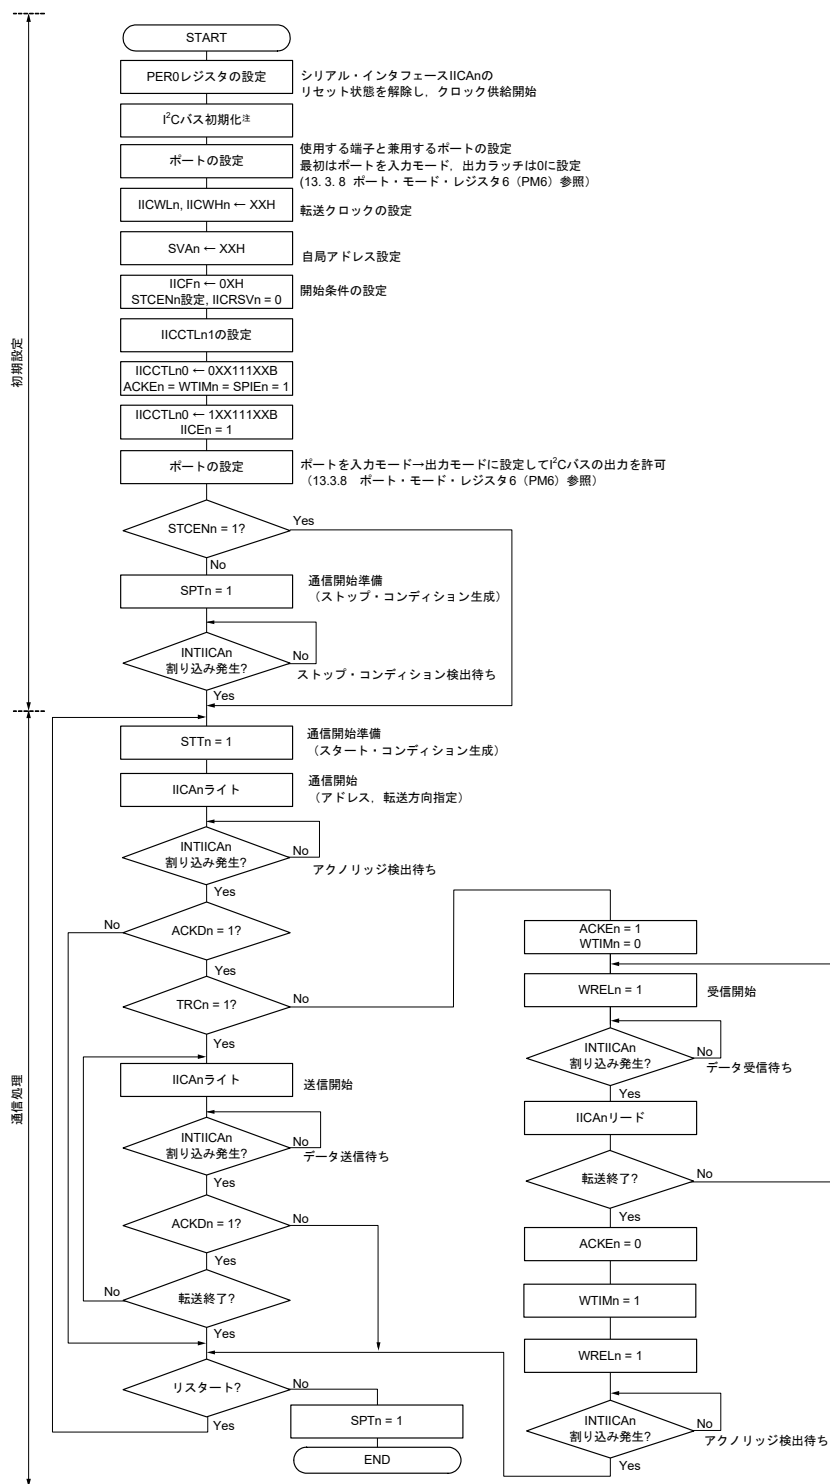 START
PER0レジスタの設定
シリアル・インタフェースIICAnの
リセット状態を解除し，クロック供給開始
I²Cバス初期化注
ポートの設定
使用する端子と兼用するポートの設定
最初はポートを入力モード，出力ラッチは0に設定
(13. 3. 8 ポート・モード・レジスタ6（PM6）参照）
IICWLn, IICWHn ← XXH
転送クロックの設定
SVAn ← XXH
自局アドレス設定
IICFn ← 0XH
STCENn設定, IICRSVn = 0
開始条件の設定
IICCTLn1の設定
初期設定
IICCTLn0 ← 0XX111XXB
ACKEn = WTIMn = SPIEn = 1
IICCTLn0 ← 1XX111XXB
IICEn = 1
ポートの設定
ポートを入力モード→出力モードに設定してI²Cバスの出力を許可
（13.3.8 ポート・モード・レジスタ6（PM6）参照）
STCENn = 1?
Yes
No
SPTn = 1
通信開始準備
（ストップ・コンディション生成）
INTIICAn
割り込み発生?
No
ストップ・コンディション検出待ち
Yes
STTn = 1
通信開始準備
（スタート・コンディション生成）
IICAnライト
通信開始
（アドレス，転送方向指定）
INTIICAn
割り込み発生?
No
アクノリッジ検出待ち
Yes
ACKDn = 1?
No
Yes
TRCn = 1?
No
Yes
通信処理
IICAnライト
送信開始
INTIICAn
割り込み発生?
No
データ送信待ち
Yes
ACKDn = 1?
No
Yes
転送終了?
No
Yes
リスタート?
No
Yes
SPTn = 1
END
ACKEn = 1
WTIMn = 0
WRELn = 1
受信開始
INTIICAn
割り込み発生?
No
データ受信待ち
Yes
IICAnリード
転送終了?
No
Yes
ACKEn = 0
WTIMn = 1
WRELn = 1
INTIICAn
割り込み発生?
No
アクノリッジ検出待ち
Yes